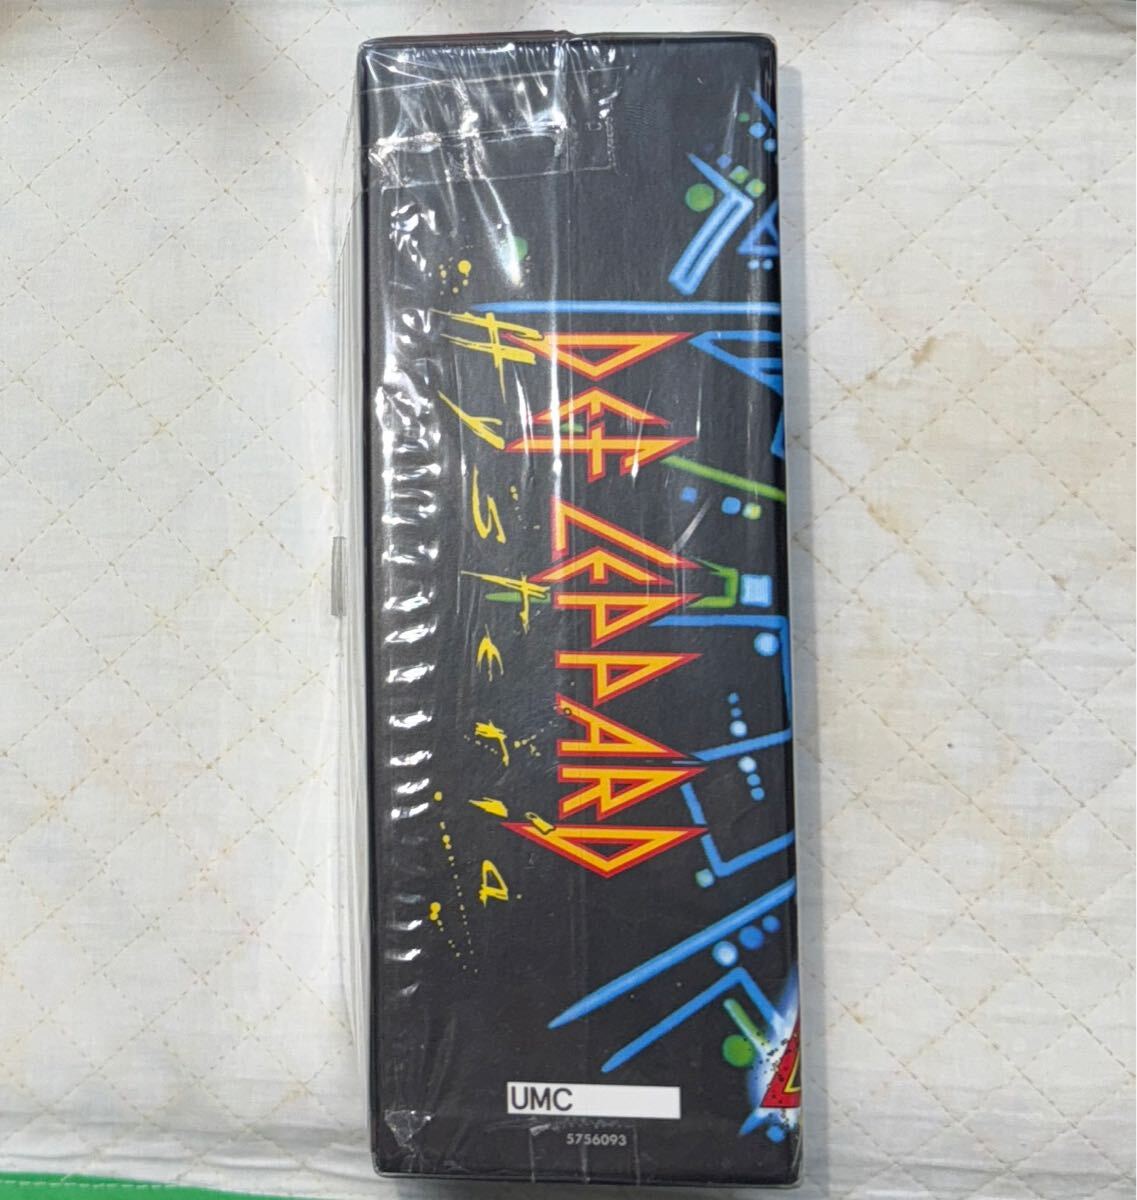 DEF LEPPARD
Hysteria
UMC
5756093